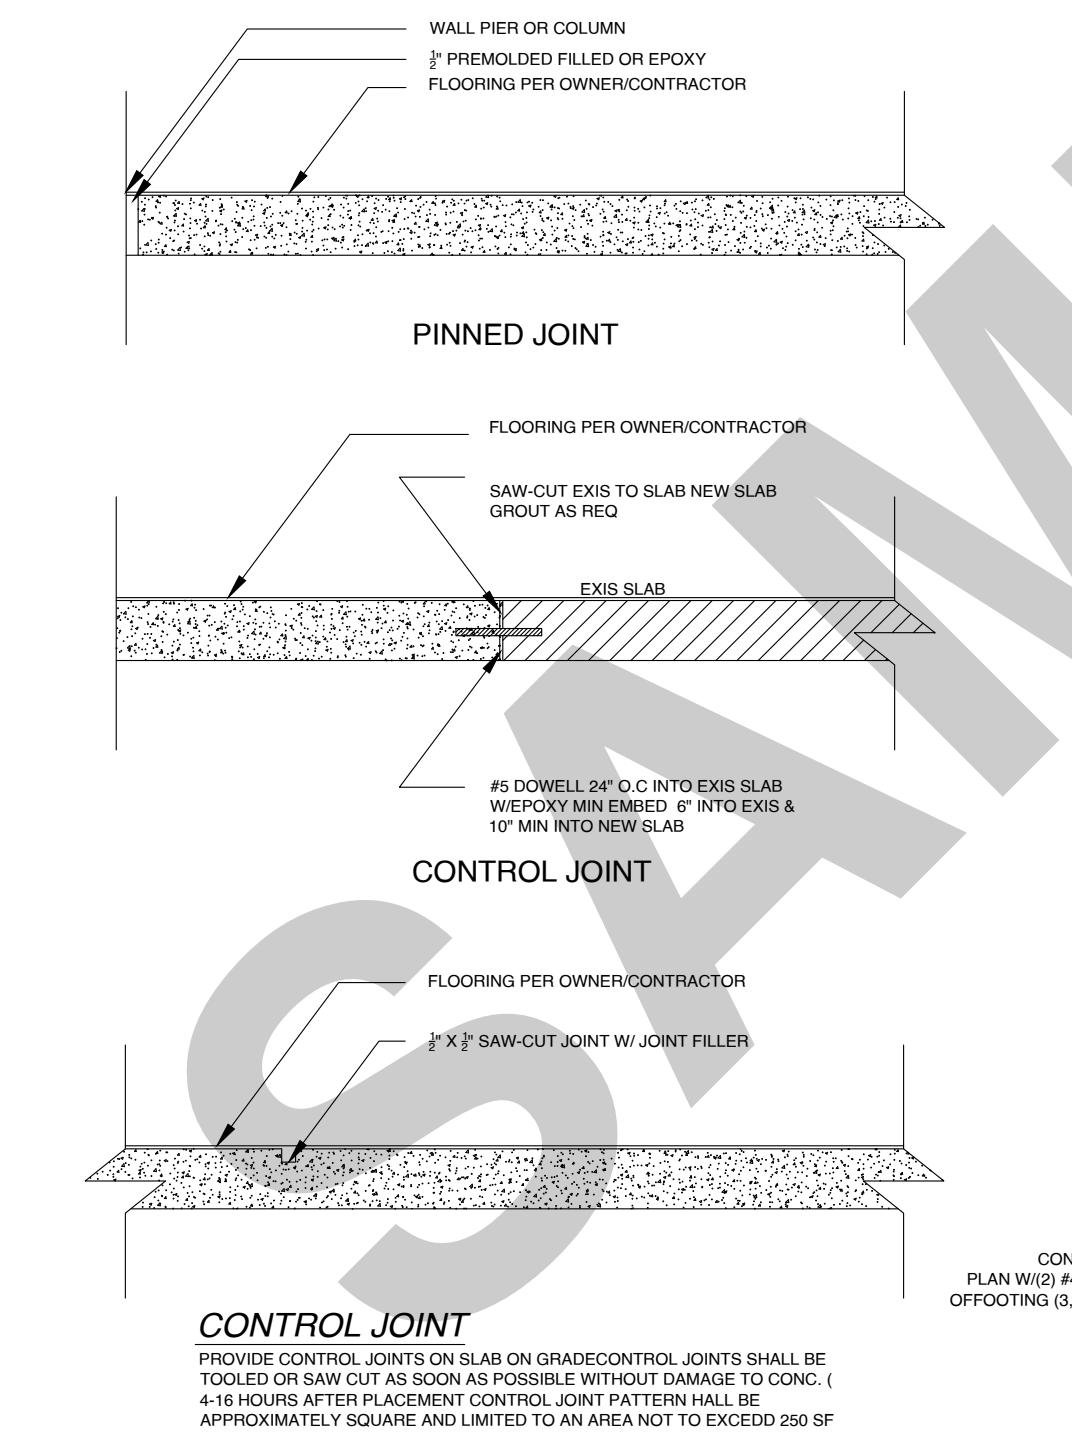 WALL PIER OR COLUMN
½" PREMOLDED FILLED OR EPOXY
FLOORING PER OWNER/CONTRACTOR
PINNED JOINT
FLOORING PER OWNER/CONTRACTOR
SAW-CUT EXIS TO SLAB NEW SLAB
GROUT AS REQ
EXIS SLAB
#5 DOWELL 24" O.C INTO EXIS SLAB
W/EPOXY MIN EMBED 6" INTO EXIS &
10" MIN INTO NEW SLAB
CONTROL JOINT
FLOORING PER OWNER/CONTRACTOR
½" X ½" SAW-CUT JOINT W/ JOINT FILLER
CONTROL JOINT
PROVIDE CONTROL JOINTS ON SLAB ON GRADECONTROL JOINTS SHALL BE
TOOLED OR SAW CUT AS SOON AS POSSIBLE WITHOUT DAMAGE TO CONC. (
4-16 HOURS AFTER PLACEMENT CONTROL JOINT PATTERN HALL BE
APPROXIMATELY SQUARE AND LIMITED TO AN AREA NOT TO EXCEDD 250 SF
CON
PLAN W/(2) #4
OFFOOTING (3,
SAM